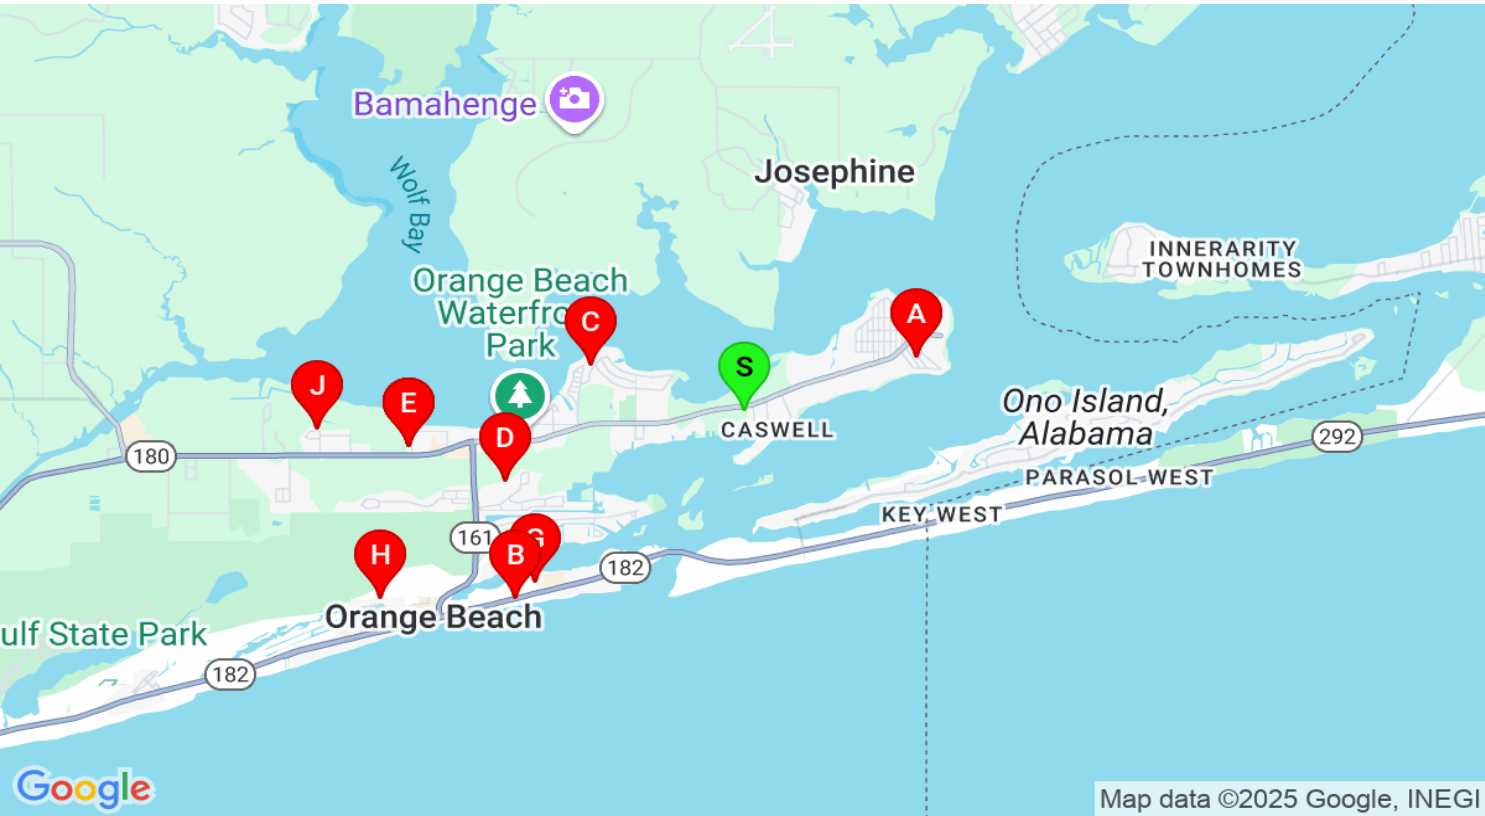 Bamahenge
Wolf Bay
Josephine
INNERARITY
TOWNHOMES
Orange Beach
Waterfro
Park
C
A
S
J
E
D
CASWELL
Ono Island,
Alabama
292
180
PARASOL WEST
KEY WEST
161
G
H
B
182
Orange Beach
ulf State Park
182
Google
Map data ©2025 Google, INEGI